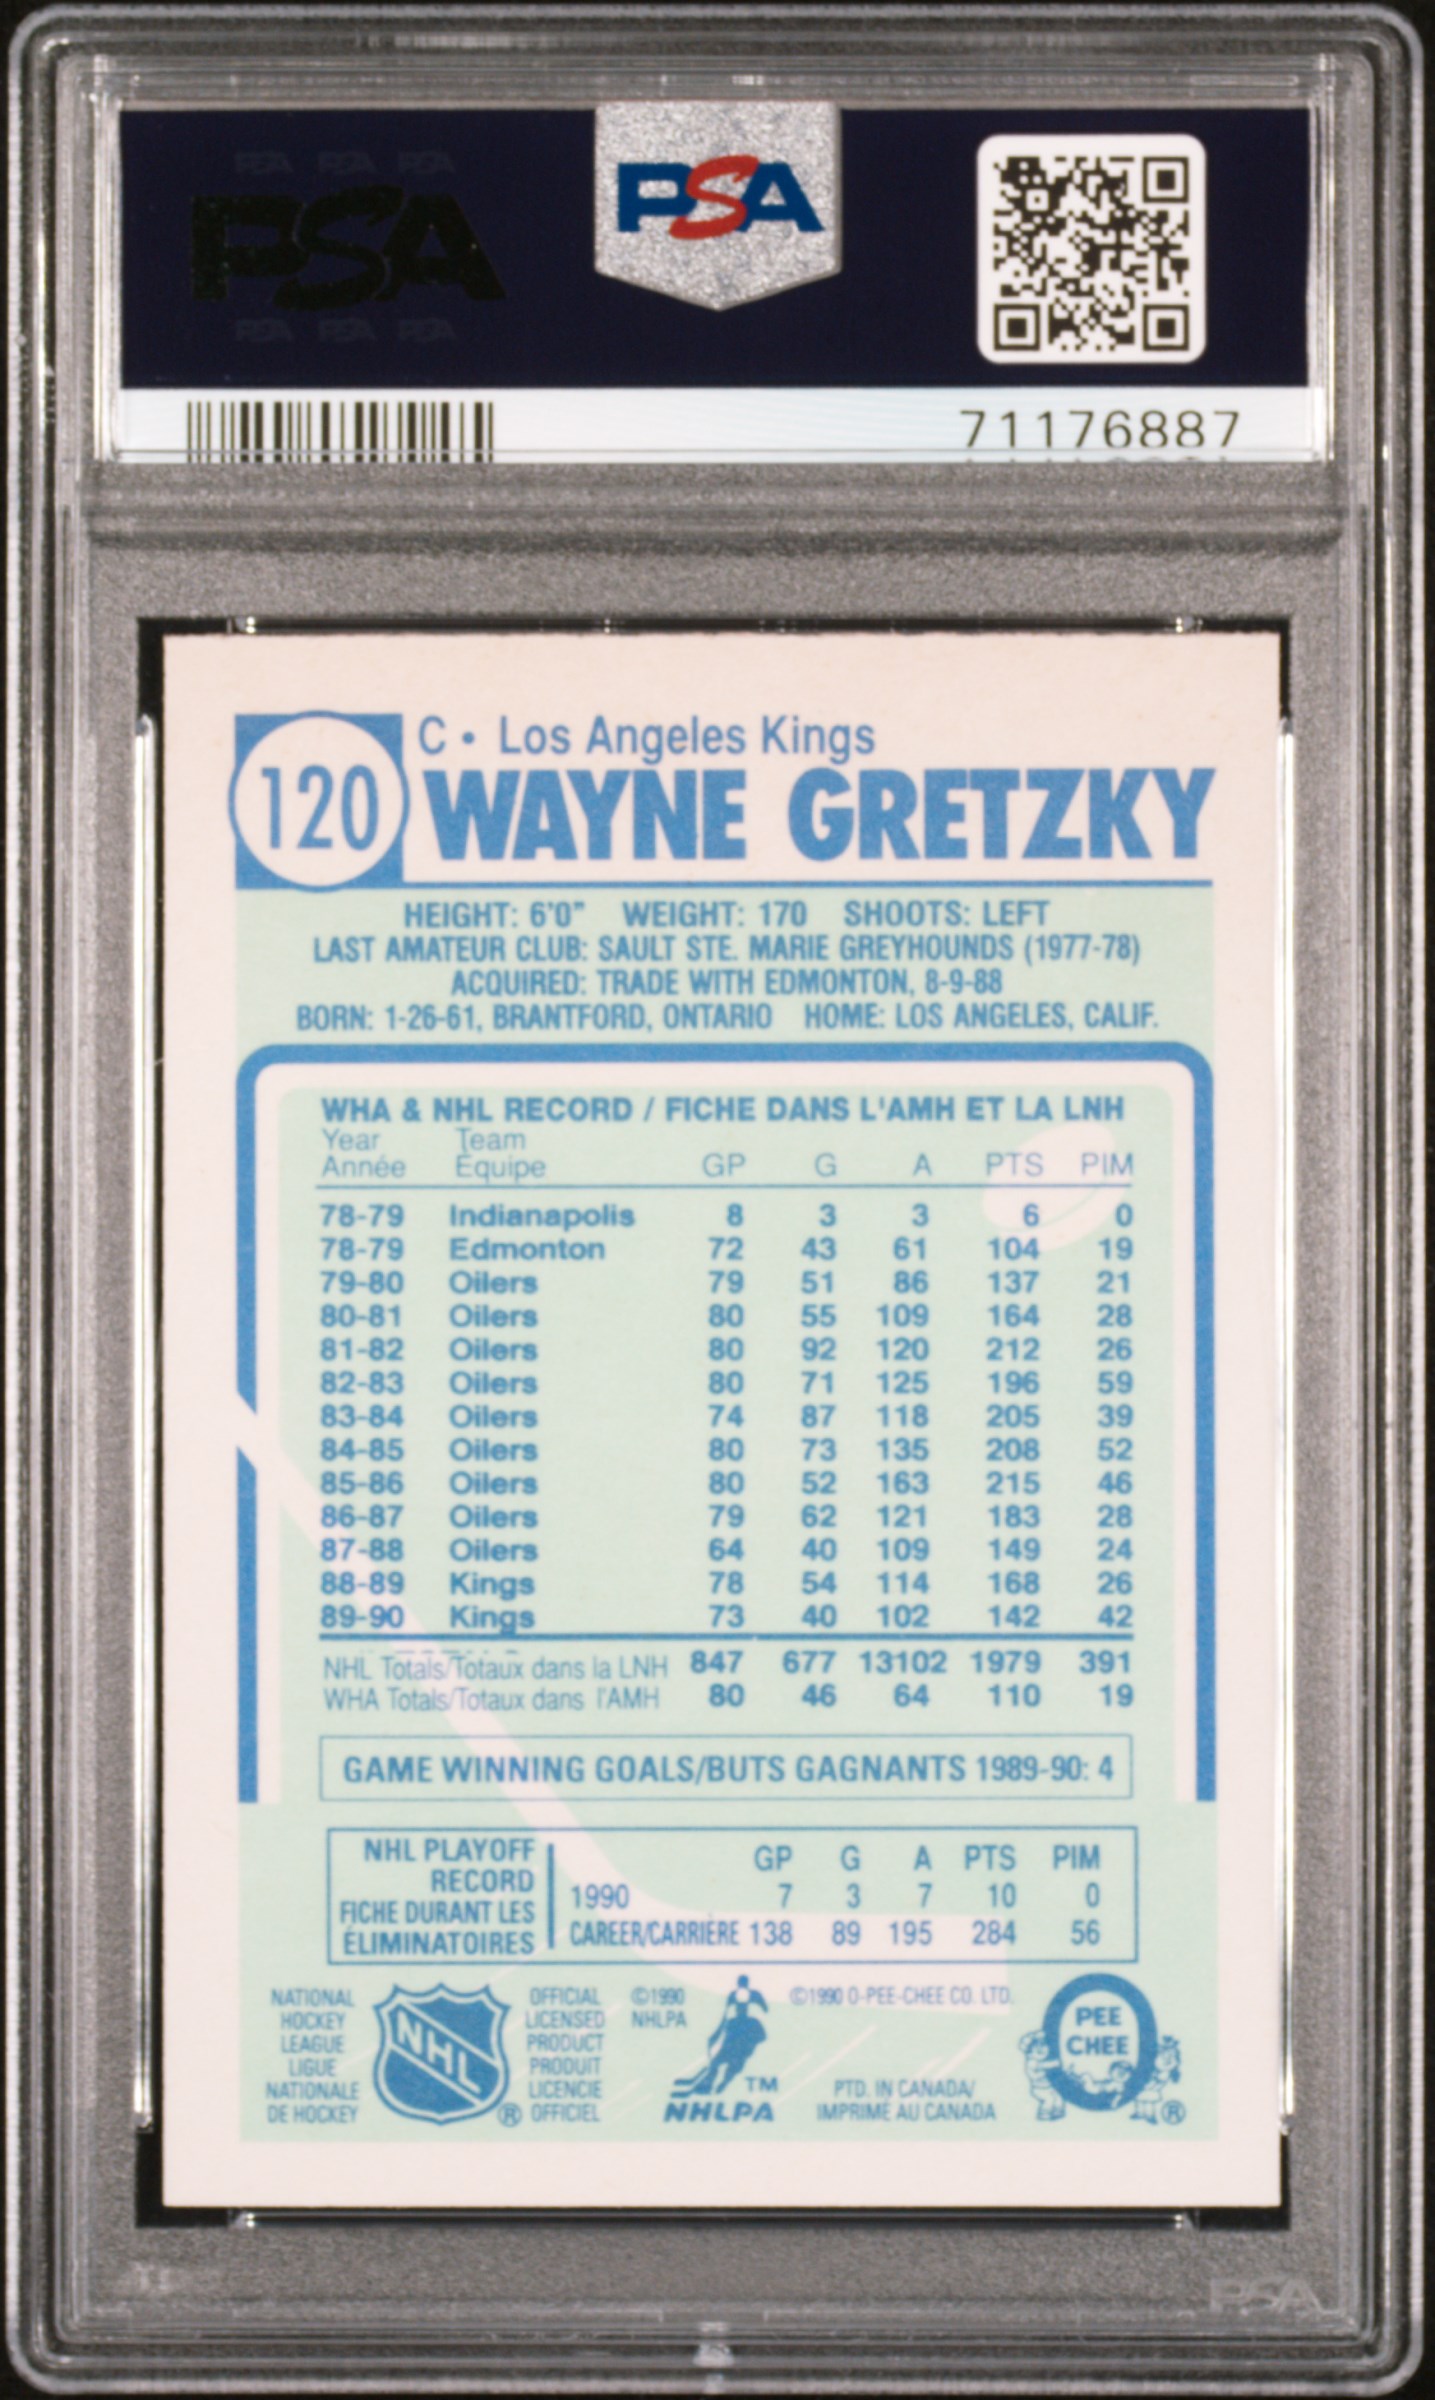 PSA PSA PSA
PSA
PSA PSA PSA
PSA
71176887
120
C • Los Angeles Kings
WAYNE GRETZKY
HEIGHT: 6'0" WEIGHT: 170 SHOOTS: LEFT
LAST AMATEUR CLUB: SAULT STE. MARIE GREYHOUNDS (1977-78)
ACQUIRED: TRADE WITH EDMONTON, 8-9-88
BORN: 1-26-61, BRANTFORD, ONTARIO HOME: LOS ANGELES, CALIF.
WHA & NHL RECORD / FICHE DANS L'AMH ET LA LNH
Year Team
Année Équipe GP G A PTS PIM
78-79 Indianapolis 8 3 3 6 0
78-79 Edmonton 72 43 61 104 19
79-80 Oilers 79 51 86 137 21
80-81 Oilers 80 55 109 164 28
81-82 Oilers 80 92 120 212 26
82-83 Oilers 80 71 125 196 59
83-84 Oilers 74 87 118 205 39
84-85 Oilers 80 73 135 208 52
85-86 Oilers 80 52 163 215 46
86-87 Oilers 79 62 121 183 28
87-88 Oilers 64 40 109 149 24
88-89 Kings 78 54 114 168 26
89-90 Kings 73 40 102 142 42
NHL Totals/Totaux dans la LNH 847 677 13102 1979 391
WHA Totals/Totaux dans l'AMH 80 46 64 110 19
GAME WINNING GOALS/BUTS GAGNANTS 1989-90: 4
NHL PLAYOFF
RECORD
FICHE DURANT LES
ÉLIMINATOIRES
GP G A PTS PIM
1990 7 3 7 10 0
CAREER/CARRIÈRE 138 89 195 284 56
NATIONAL
HOCKEY
LEAGUE
LIGUE
NATIONALE
DE HOCKEY
NHL
®
OFFICIAL
LICENSED
PRODUCT
PRODUIT
LICENCIE
OFFICIEL
©1990
NHLPA
TM
NHLPA
©1990 O-PEE-CHEE CO. LTD.
PTD. IN CANADA/
IMPRIMÉ AU CANADA
O
PEE
CHEE
®
PSA